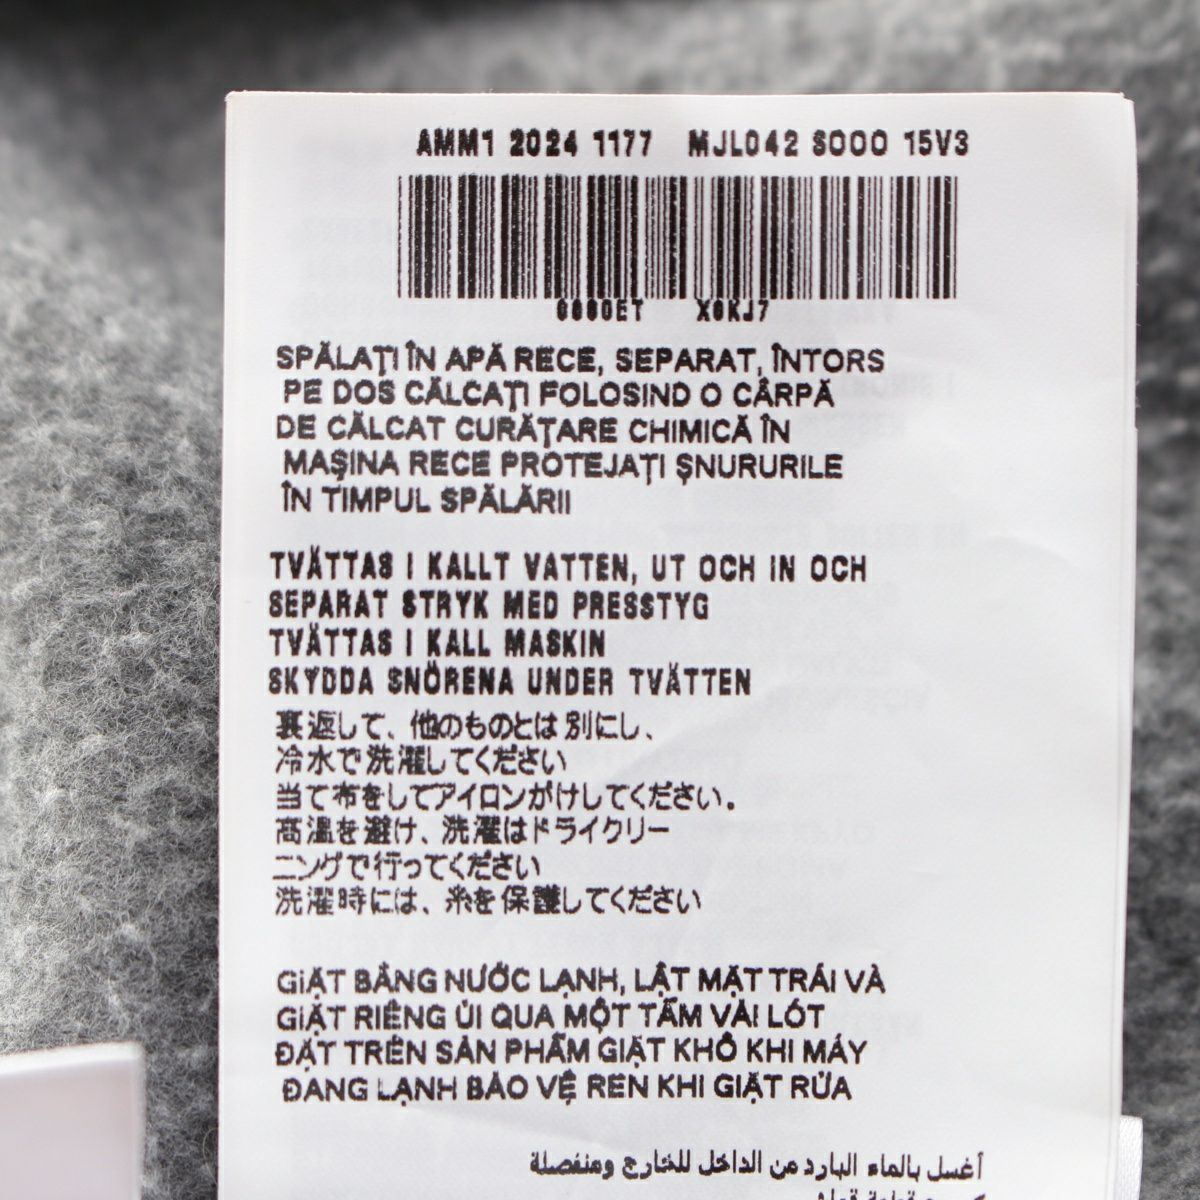 AMM1 2024 1177 MJL042 S000 15V3
X6KJ7
SPĂLAȚI ÎN APĂ RECE, SEPARAT, ÎNTORS
PE DOS CĂLCAȚI FOLOSIND O CÂRPĂ
DE CĂLCAT CURĂȚARE CHIMICĂ ÎN
MAȘINA RECE PROTEJAȚI ȘNURURILE
ÎN TIMPUL SPĂLĂRII
TVÄTTAS I KALLT VATTEN, UT OCH IN OCH
SEPARAT STRYK MED PRESSTYG
TVÄTTAS I KALL MASKIN
SKYDDA SNÖRENA UNDER TVÄTTEN
裏返して、他のものとは別にし、
冷水で洗濯してください
当て布をしてアイロンがけしてください。
高温を避け、洗濯はドライクリー
ニングで行ってください
洗濯時には、糸を保護してください
GIẶT BẰNG NƯỚC LẠNH, LẬT MẶT TRÁI VÀ
GIẶT RIÊNG ỦI QUA MỘT TẤM VẢI LÓT
ĐẶT TRÊN SẢN PHẨM GIẶT KHÔ KHI MÁY
ĐANG LẠNH BẢO VỆ REN KHI GIẶT RỬA
أغسل بالماء البارد من الداخل للخارج ومنفصلة